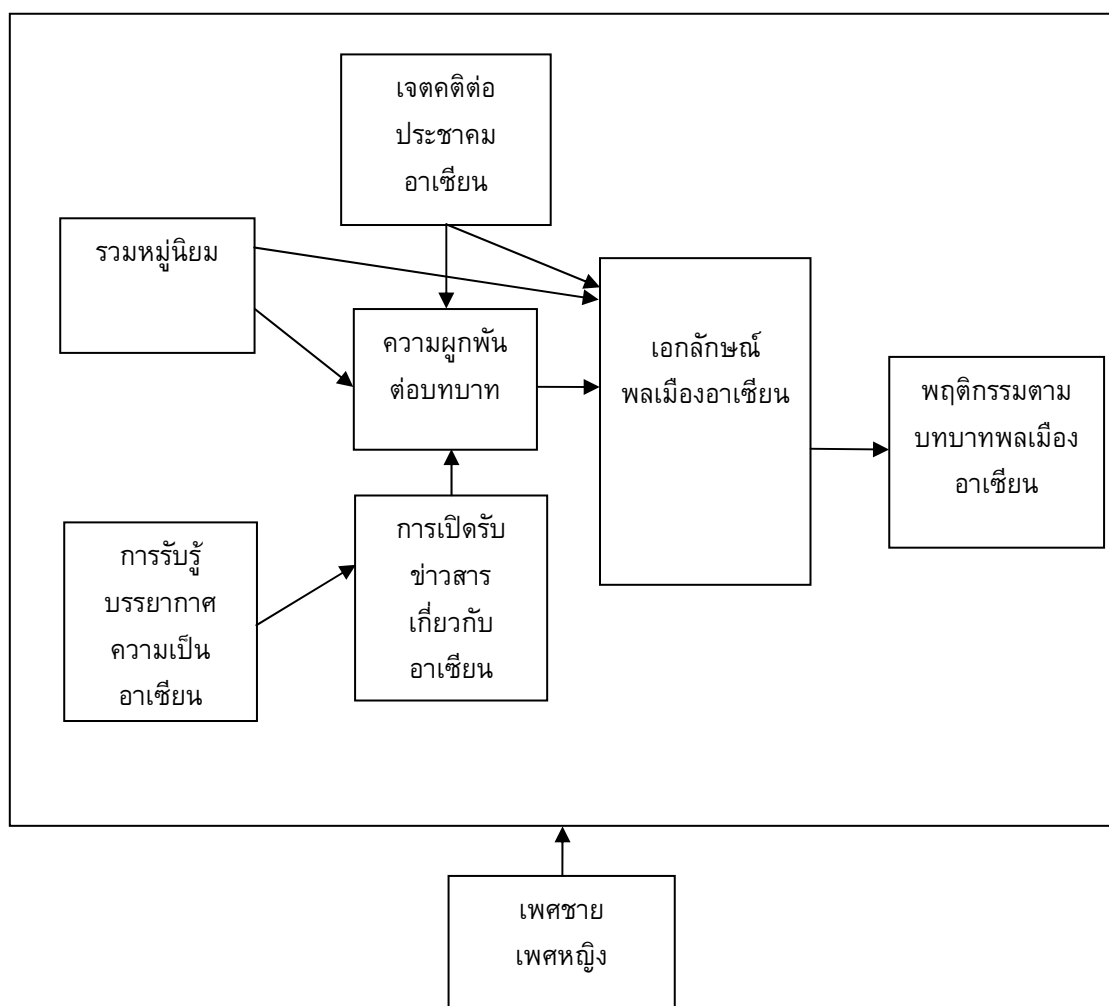 เจตคติต่อ
ประชาคม
อาเซียน
รวมหมู่นิยม
ความผูกพัน
ต่อบทบาท
เอกลักษณ์
พลเมืองอาเซียน
พฤติกรรมตาม
บทบาทพลเมือง
อาเซียน
การรับรู้
บรรยากาศ
ความเป็น
อาเซียน
การเปิดรับ
ข่าวสาร
เกี่ยวกับ
อาเซียน
เพศชาย
เพศหญิง